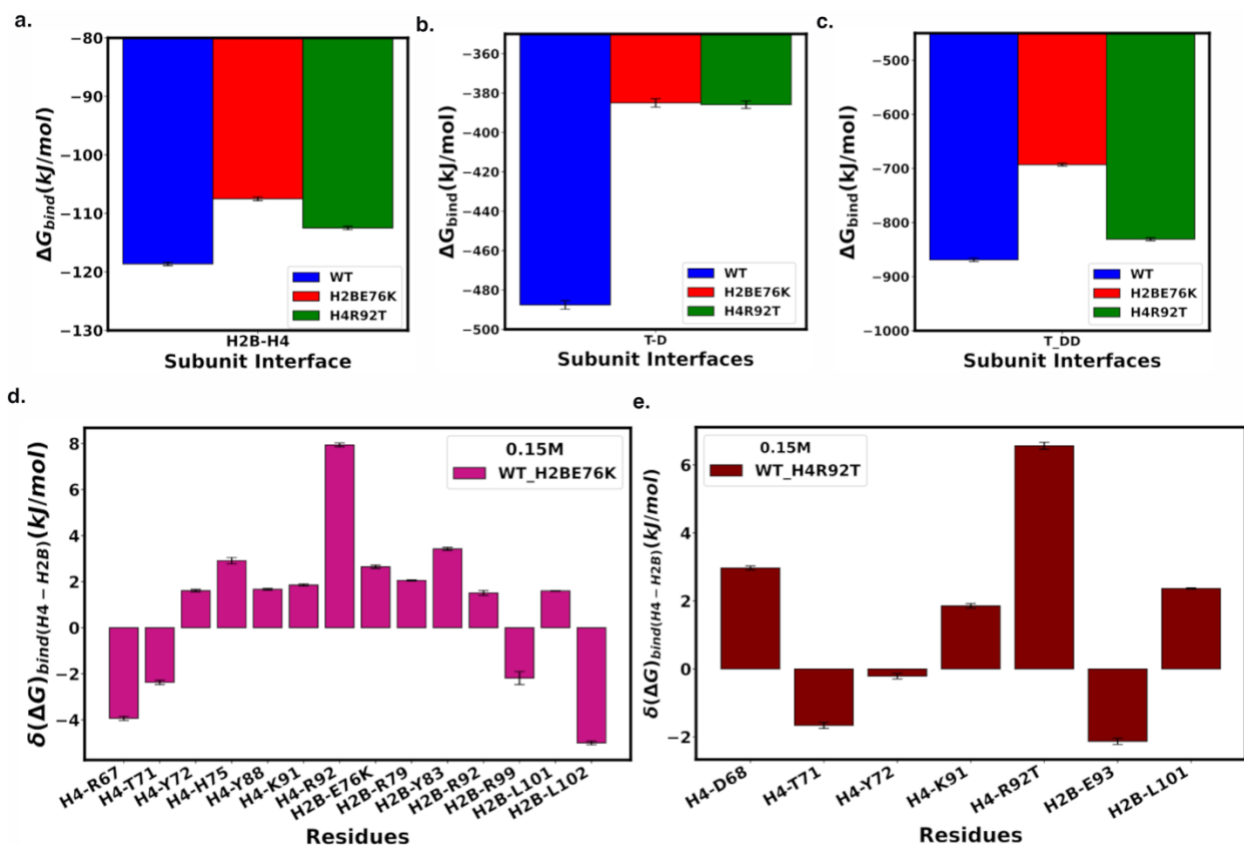 a.
−80
−90
−100
−110
−120
−130
ΔG_bind(kJ/mol)
WT
H2BE76K
H4R92T
H2B-H4
Subunit Interface
b.
−360
−380
−400
−420
−440
−460
−480
−500
ΔG_bind(kJ/mol)
WT
H2BE76K
H4R92T
T-D
Subunit Interfaces
c.
−500
−600
−700
−800
−900
−1000
ΔG_bind(kJ/mol)
WT
H2BE76K
H4R92T
T_DD
Subunit Interfaces
d.
8
6
4
2
0
−2
−4
δ(ΔG)_bind(H4−H2B)(kJ/mol)
0.15M
WT_H2BE76K
H4-R67
H4-T71
H4-Y72
H4-H75
H4-Y88
H4-K91
H4-R92
H2B-E76K
H2B-R79
H2B-Y83
H2B-R92
H2B-R99
H2B-L101
H2B-L102
Residues
e.
6
4
2
0
−2
δ(ΔG)_bind(H4−H2B)(kJ/mol)
0.15M
WT_H4R92T
H4-D68
H4-T71
H4-Y72
H4-K91
H4-R92T
H2B-E93
H2B-L101
Residues